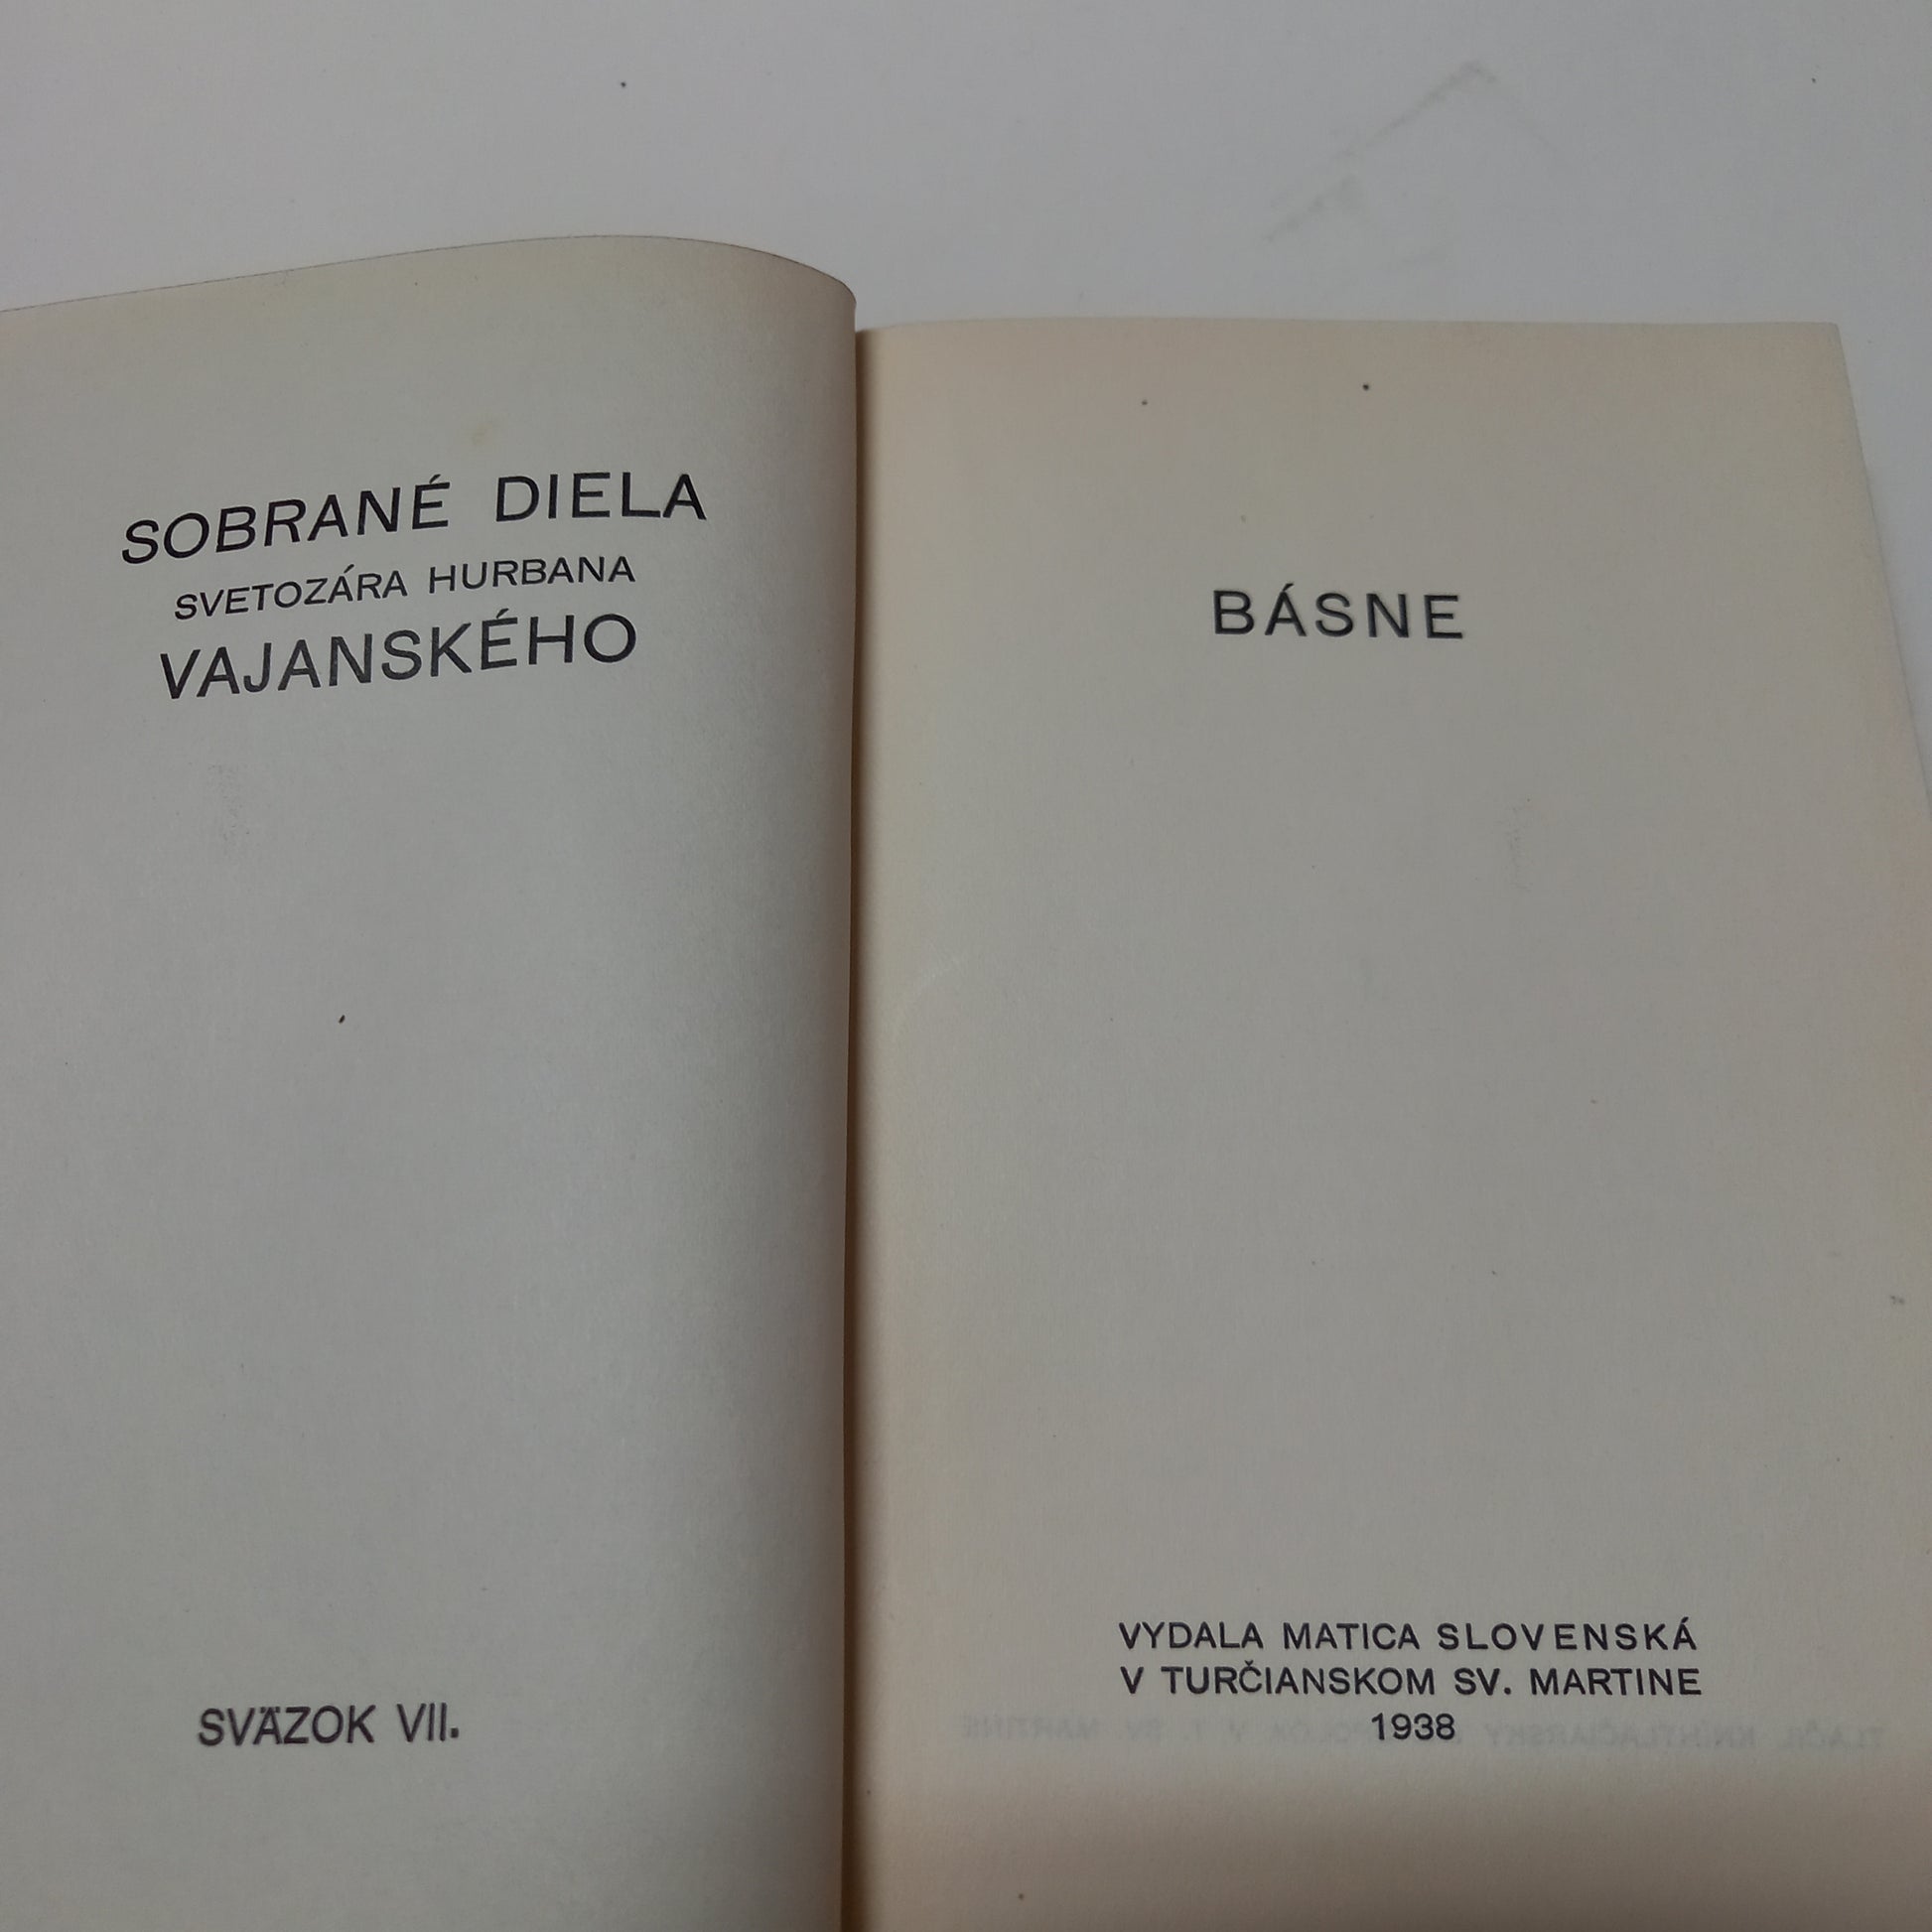 SOBRANÉ DIELA
SVETOZÁRA HURBANA
VAJANSKÉHO
SVÄZOK VII.
BÁSNE
VYDALA MATICA SLOVENSKÁ
V TURČIANSKOM SV. MARTINE
1938